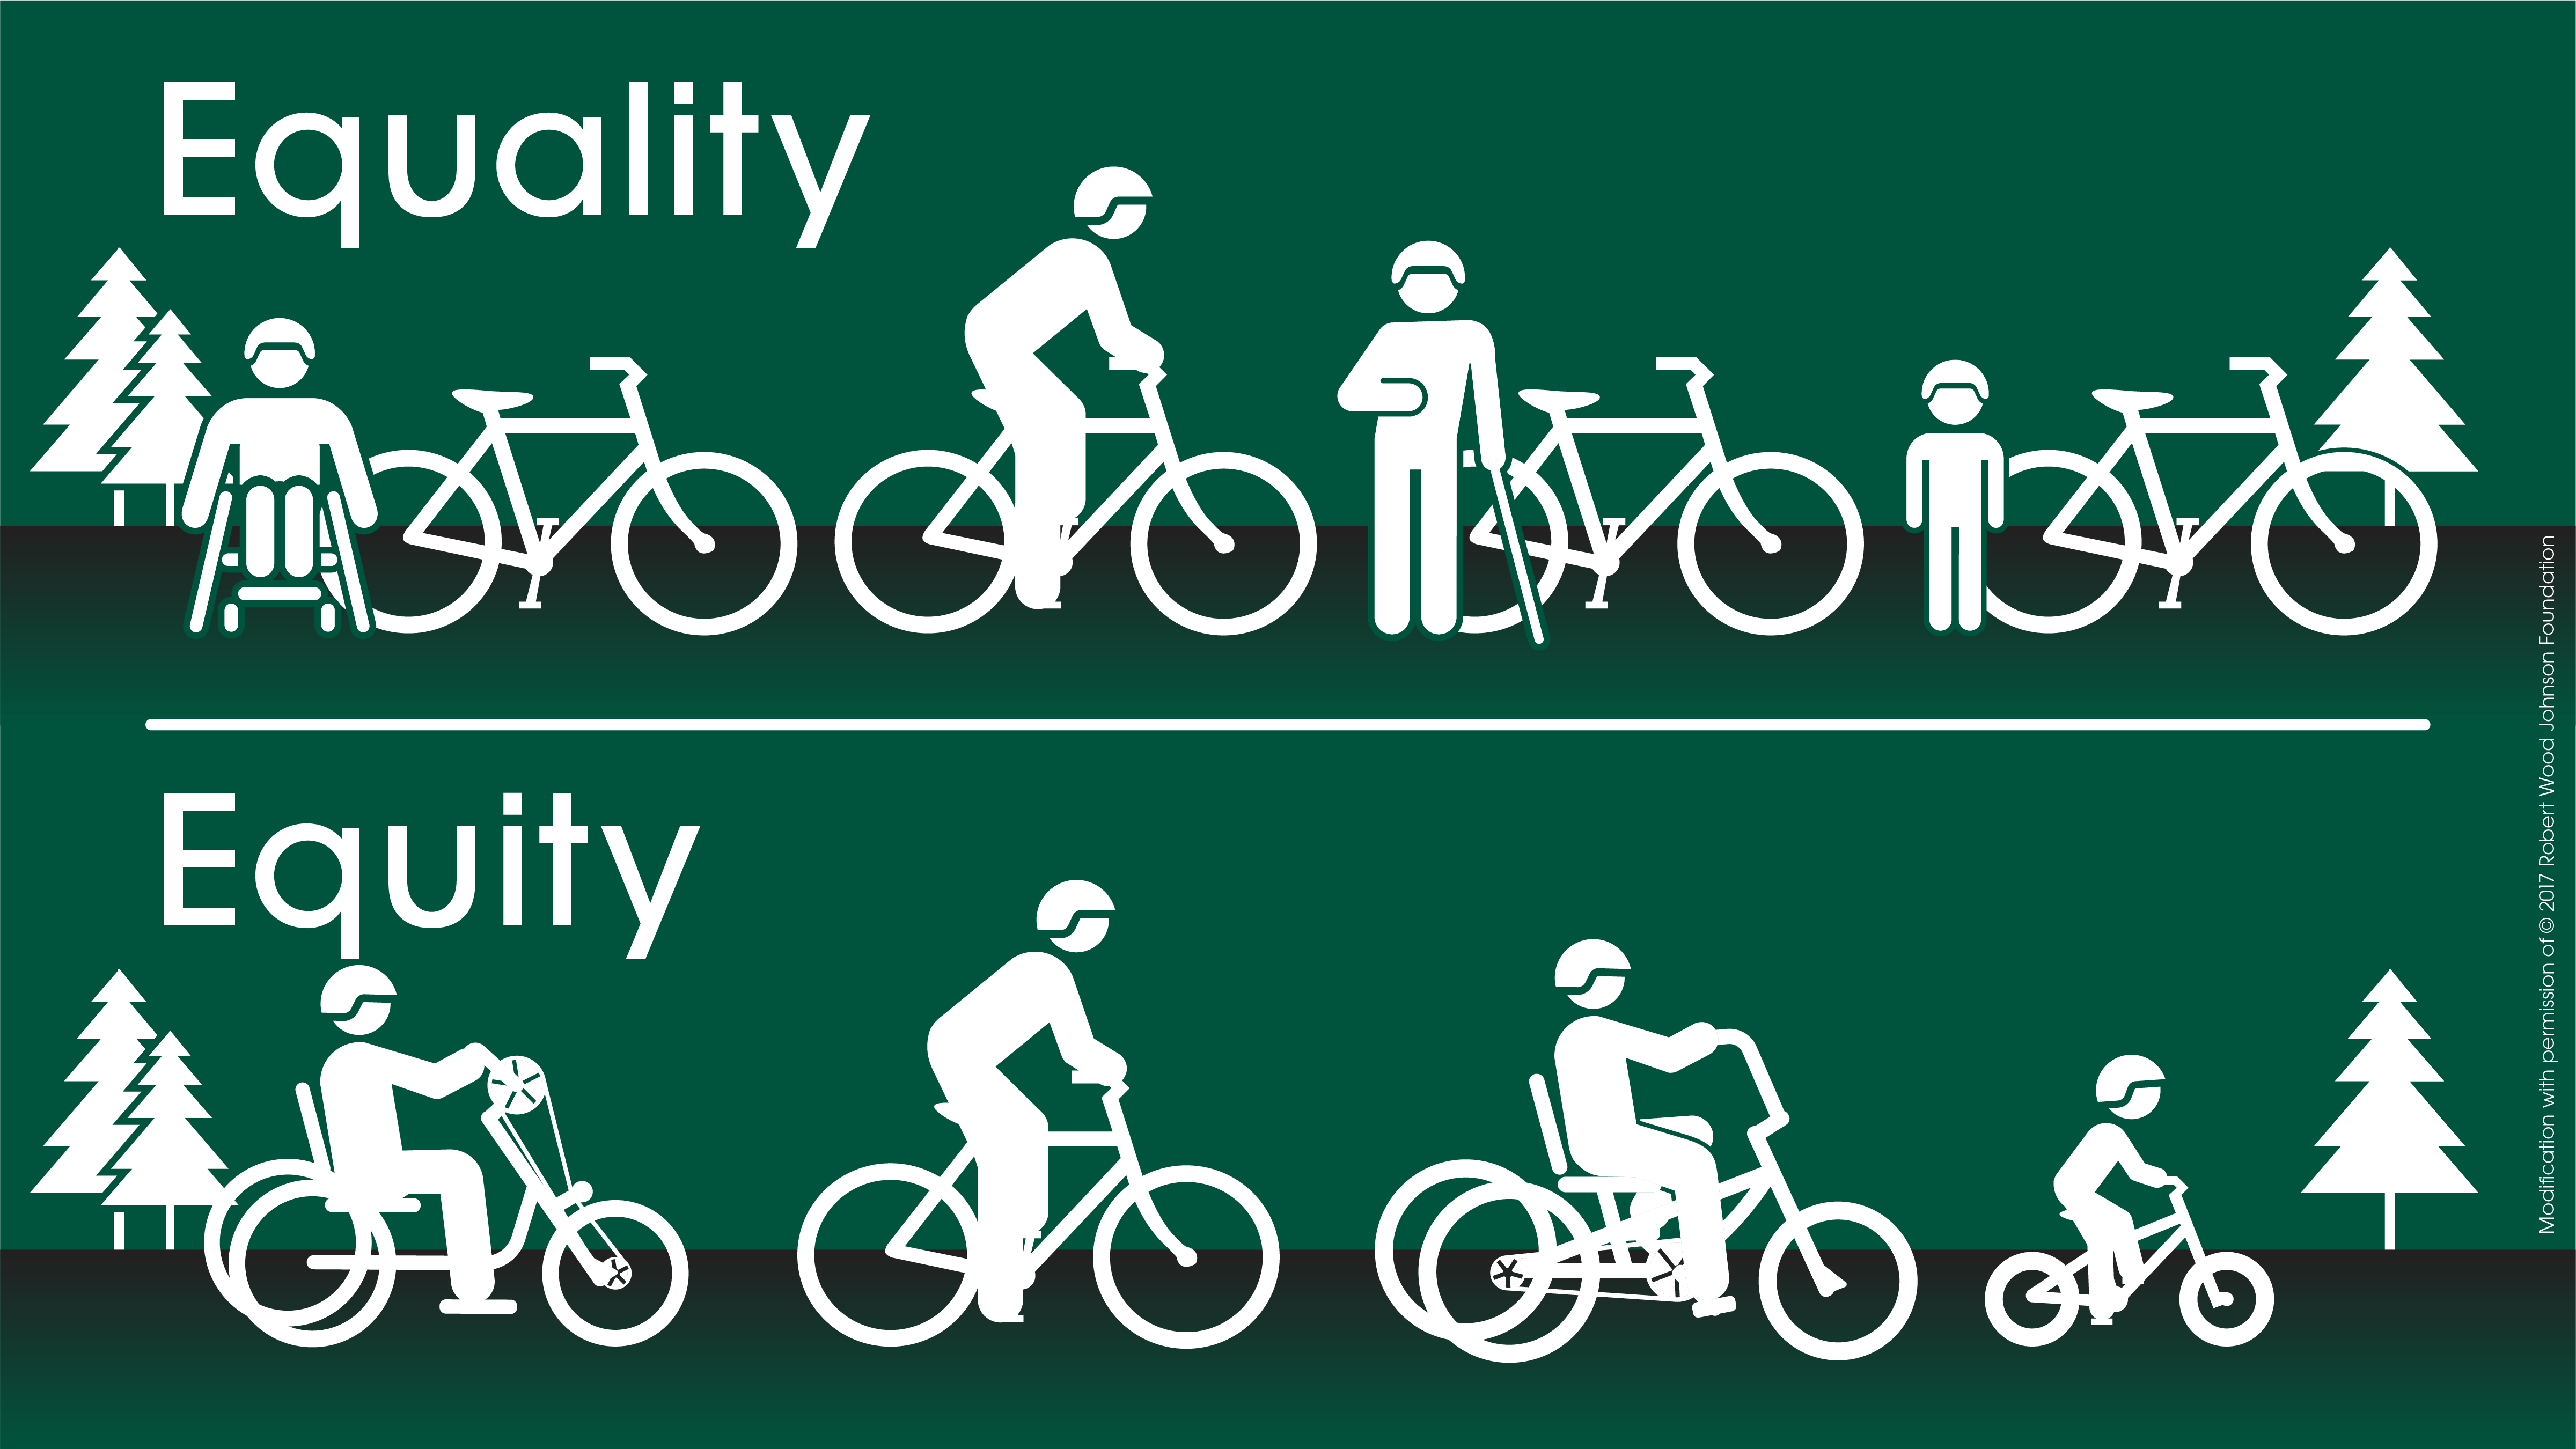 Equality
Equity
Modification with permission of © 2017 Robert Wood Johnson Foundation